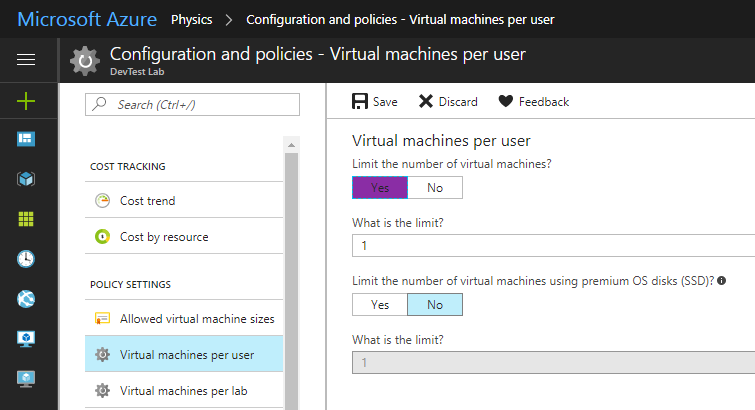 Microsoft Azure Physics > Configuration and policies - Virtual machines per user
Configuration and policies - Virtual machines per user
DevTest Lab
Search (Ctrl+/)
COST TRACKING
Cost trend
Cost by resource
POLICY SETTINGS
Allowed virtual machine sizes
Virtual machines per user
Virtual machines per lab
Save Discard Feedback
Virtual machines per user
Limit the number of virtual machines?
Yes No
What is the limit?
1
Limit the number of virtual machines using premium OS disks (SSD)?
Yes No
What is the limit?
1